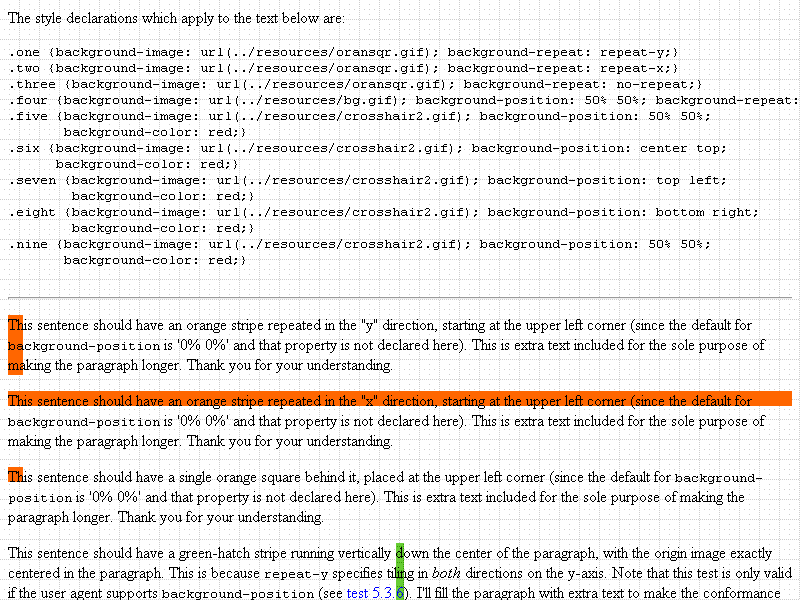 The style declarations which apply to the text below are:
.one {background-image: url(../resources/oransqr.gif); background-repeat: repeat-y;}
.two {background-image: url(../resources/oransqr.gif); background-repeat: repeat-x;}
.three {background-image: url(../resources/oransqr.gif); background-repeat: no-repeat;}
.four {background-image: url(../resources/bg.gif); background-position: 50% 50%; background-repeat:
.five {background-image: url(../resources/crosshair2.gif); background-position: 50% 50%;
background-color: red;}
.six {background-image: url(../resources/crosshair2.gif); background-position: center top;
background-color: red;}
.seven {background-image: url(../resources/crosshair2.gif); background-position: top left;
background-color: red;}
.eight {background-image: url(../resources/crosshair2.gif); background-position: bottom right;
background-color: red;}
.nine {background-image: url(../resources/crosshair2.gif); background-position: 50% 50%;
background-color: red;}
This sentence should have an orange stripe repeated in the "y" direction, starting at the upper left corner (since the default for
background-position is '0% 0%' and that property is not declared here). This is extra text included for the sole purpose of
making the paragraph longer. Thank you for your understanding.
This sentence should have an orange stripe repeated in the "x" direction, starting at the upper left corner (since the default for
background-position is '0% 0%' and that property is not declared here). This is extra text included for the sole purpose of
making the paragraph longer. Thank you for your understanding.
This sentence should have a single orange square behind it, placed at the upper left corner (since the default for background-
position is '0% 0%' and that property is not declared here). This is extra text included for the sole purpose of making the
paragraph longer. Thank you for your understanding.
This sentence should have a green-hatch stripe running vertically down the center of the paragraph, with the origin image exactly
centered in the paragraph. This is because repeat-y specifies tiling in both directions on the y-axis. Note that this test is only valid
if the user agent supports background-position (see test 5.3.6). I'll fill the paragraph with extra text to make the conformance